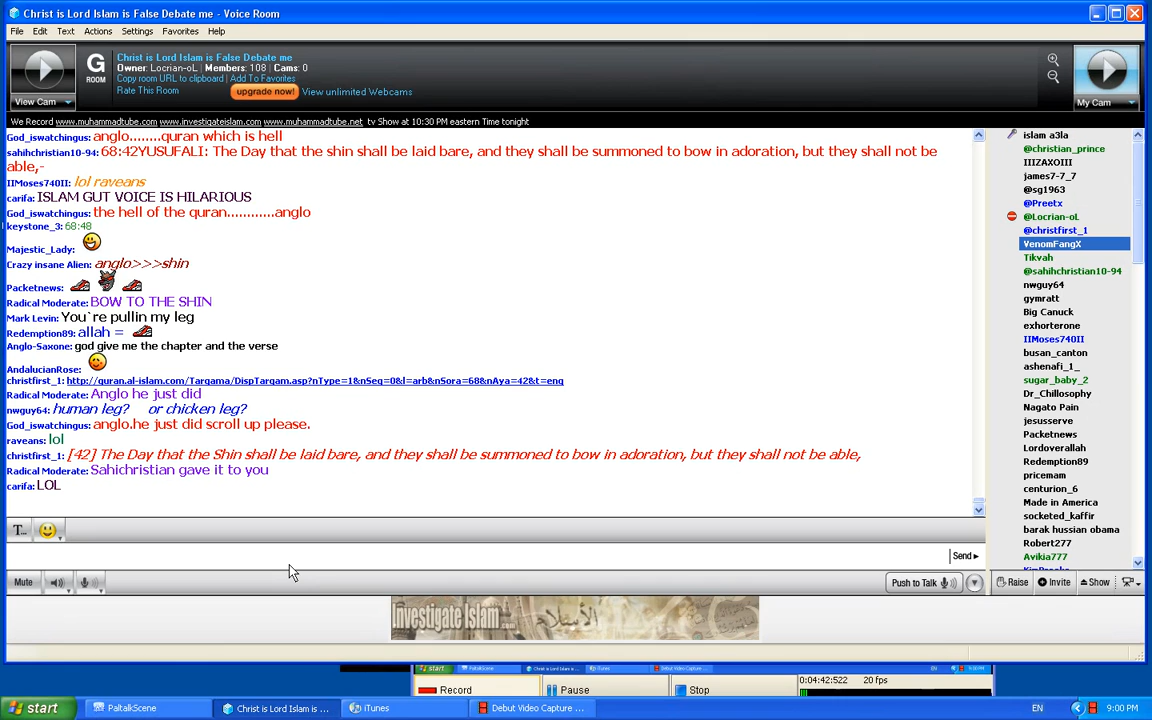 Christ is Lord Islam is False Debate me - Voice Room
File Edit Text Actions Settings Favorites Help
View Cam
G ROOM
Christ is Lord Islam is False Debate me
Owner: Locrian-oL | Members: 108 | Cams: 0
Copy room URL to clipboard | Add To Favorites
Rate This Room
upgrade now! View unlimited Webcams
My Cam
We Record www.muhammadtube.com www.investigateislam.com www.muhammadtube.net tv Show at 10:30 PM eastern Time tonight
God_iswatchingus: anglo........quran which is hell
sahihchristian10-94: 68:42YUSUFALI: The Day that the shin shall be laid bare, and they shall be summoned to bow in adoration, but they shall not be
able,-
IIMoses740II: lol raveans
carifa: ISLAM GUT VOICE IS HILARIOUS
God_iswatchingus: the hell of the quran............anglo
keystone_3: 68:48
Majestic_Lady:
Crazy insane Alien: anglo>>>shin
Packetnews:
Radical Moderate: BOW TO THE SHIN
Mark Levin: You`re pullin my leg
Redemption89: allah =
Anglo-Saxone: god give me the chapter and the verse
AndalucianRose:
christfirst_1: http://quran.al-islam.com/Targama/DispTargam.asp?nType=1&nSeg=0&l=arb&nSora=68&nAya=42&t=eng
Radical Moderate: Anglo he just did
nwguy64: human leg? or chicken leg?
God_iswatchingus: anglo.he just did scroll up please.
raveans: lol
christfirst_1: [42] The Day that the Shin shall be laid bare, and they shall be summoned to bow in adoration, but they shall not be able,
Radical Moderate: Sahichristian gave it to you
carifa: LOL
islam a3la
@christian_prince
IIIZAXOIII
james7-7_7
@sg1963
@Preetx
@Locrian-oL
@christfirst_1
VenomFangX
Tikvah
@sahihchristian10-94
nwguy64
gymratt
Big Canuck
exhorterone
IIMoses740II
busan_canton
ashenafi_1_
sugar_baby_2
Dr_Chillosophy
Nagato Pain
jesusserve
Packetnews
Lordoverallah
Redemption89
pricemam
centurion_6
Made in America
socketed_kaffir
barak hussain obama
Robert277
Avikia777
T...
Send
Mute
Push to Talk
Raise Invite Show
Investigate Islam...
Record Pause Stop
0:04:42:522 20 fps
start PaltalkScene Christ is Lord Islam is ... iTunes Debut Video Capture ... EN 9:00 PM